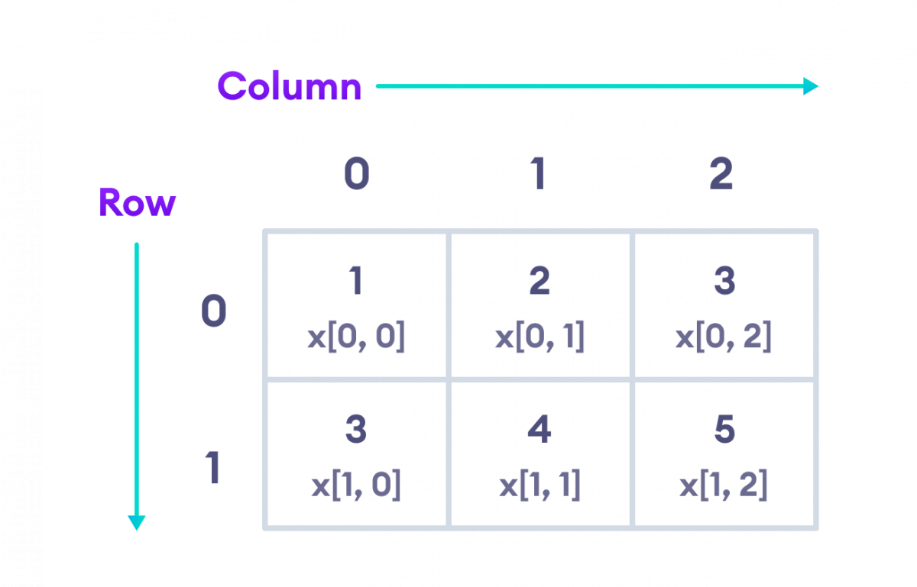 Column
0 1 2
Row
0
1 2 3
x[0, 0] x[0, 1] x[0, 2]
1
3 4 5
x[1, 0] x[1, 1] x[1, 2]